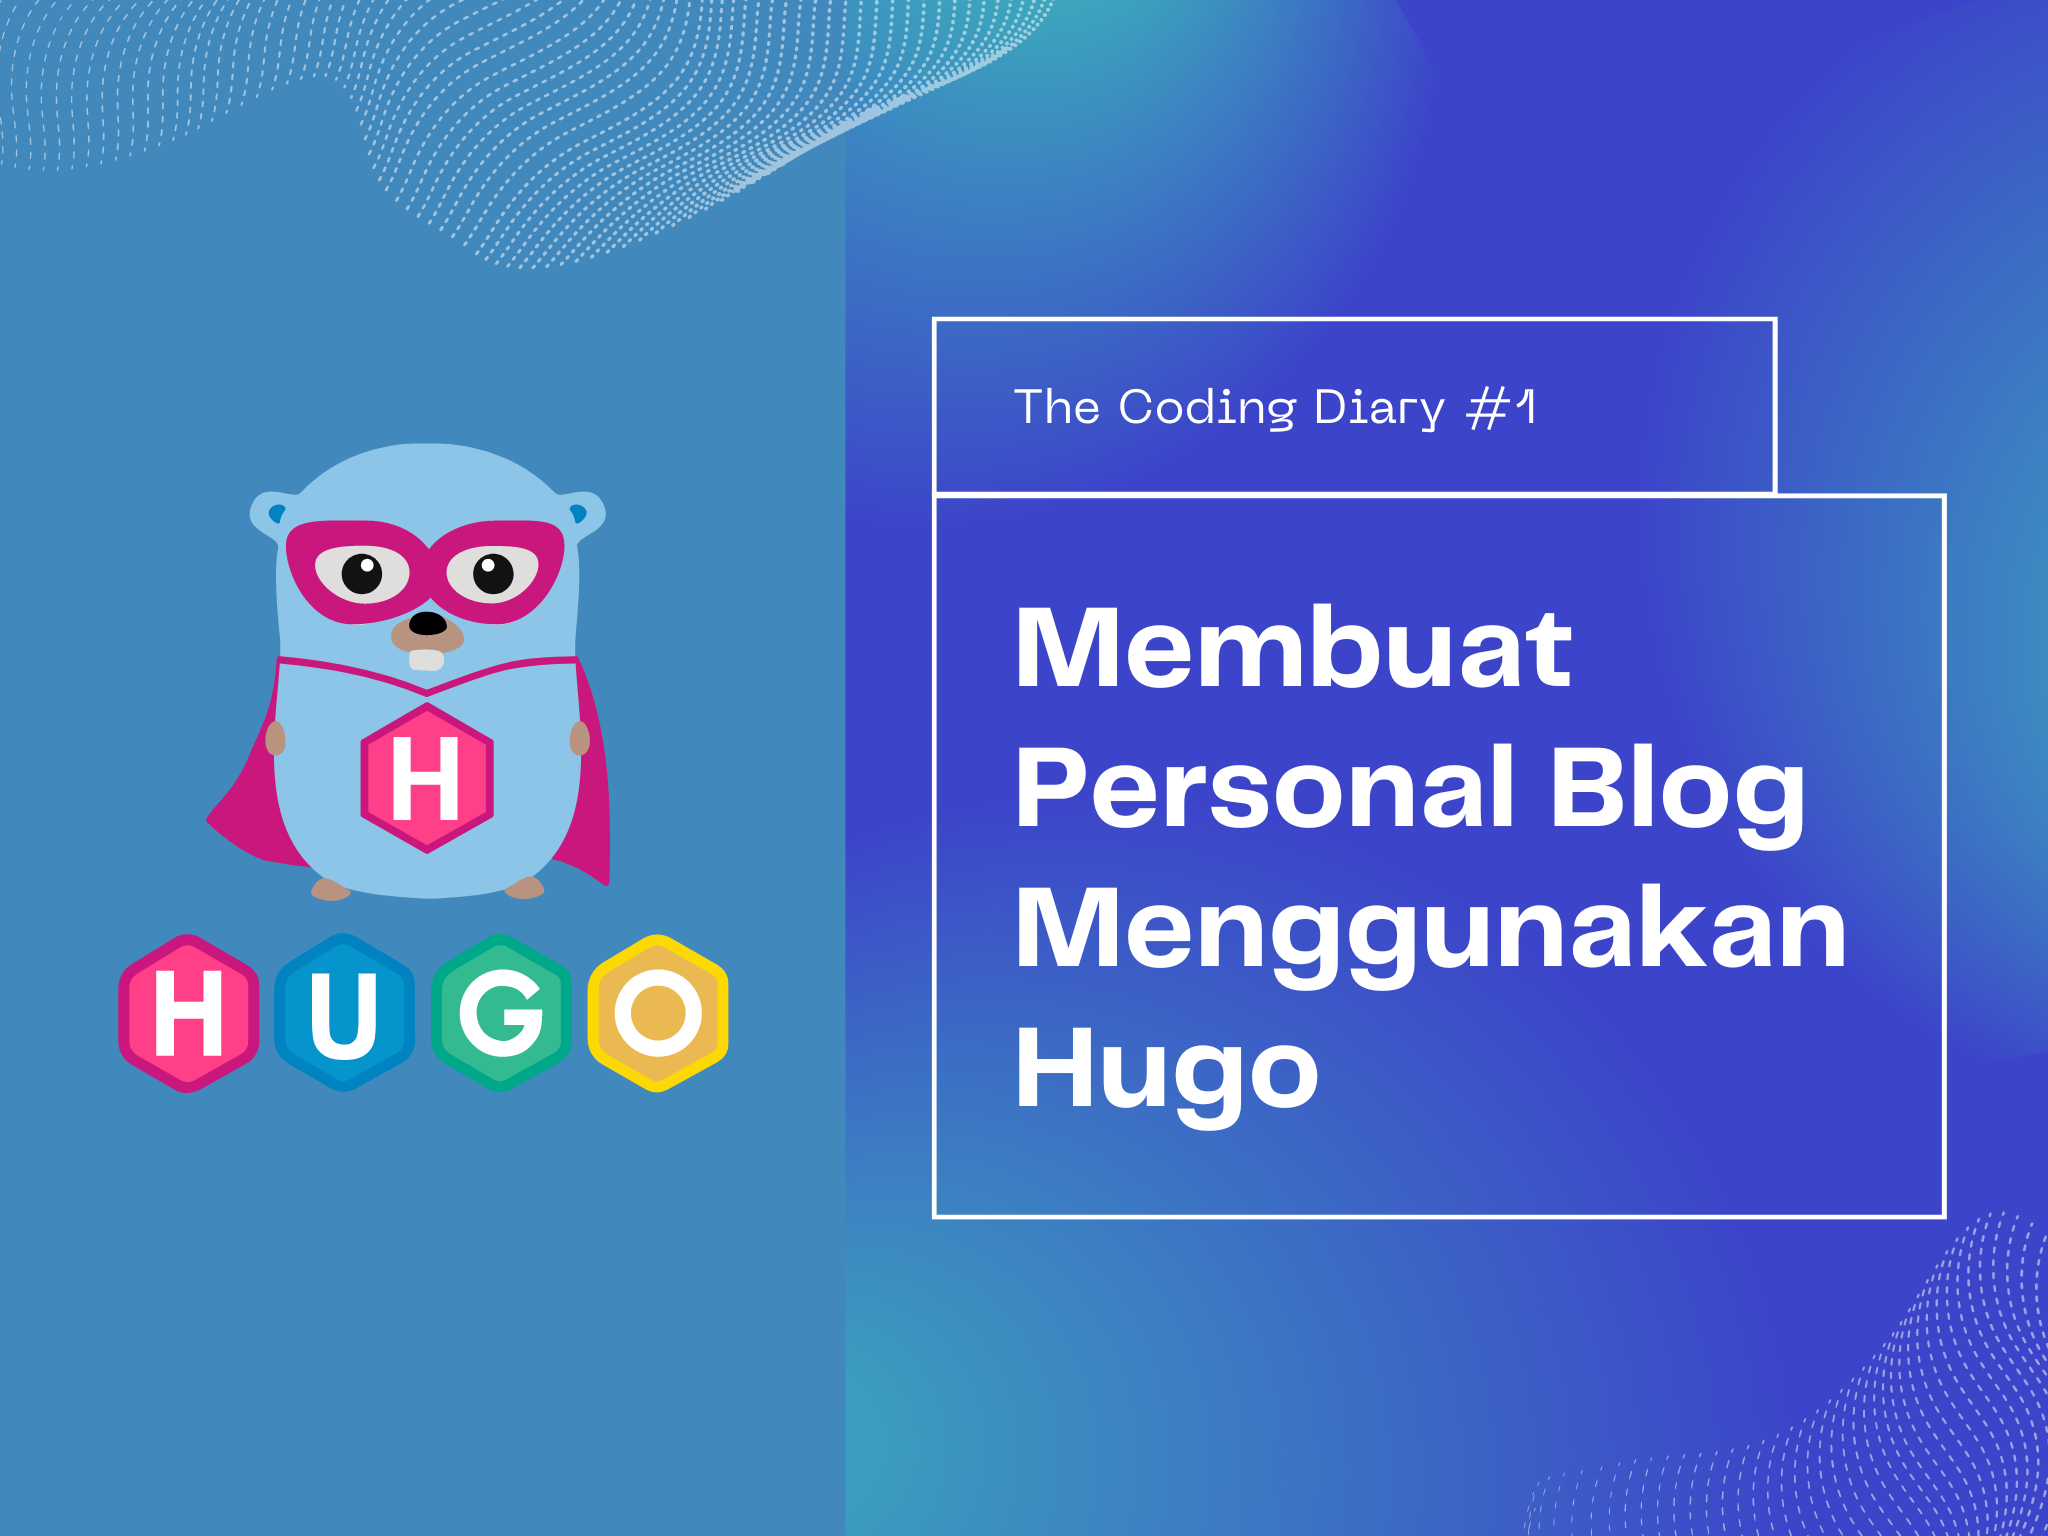 H
HUGO
The Coding Diary #1
Membuat
Personal Blog
Menggunakan
Hugo